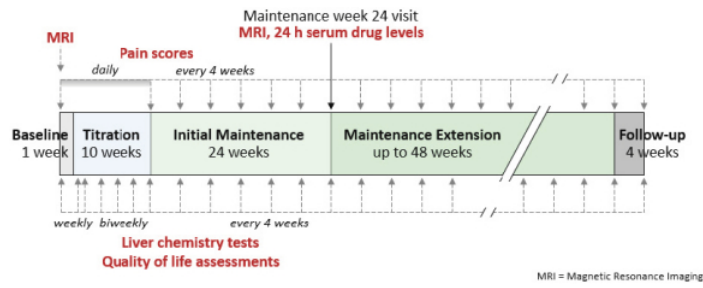 Maintenance week 24 visit
MRI
MRI, 24 h serum drug levels
Pain scores
daily
every 4 weeks
Baseline
1 week
Titration
10 weeks
Initial Maintenance
24 weeks
Maintenance Extension
up to 48 weeks
Follow-up
4 weeks
weekly
biweekly
every 4 weeks
Liver chemistry tests
Quality of life assessments
MRI = Magnetic Resonance Imaging